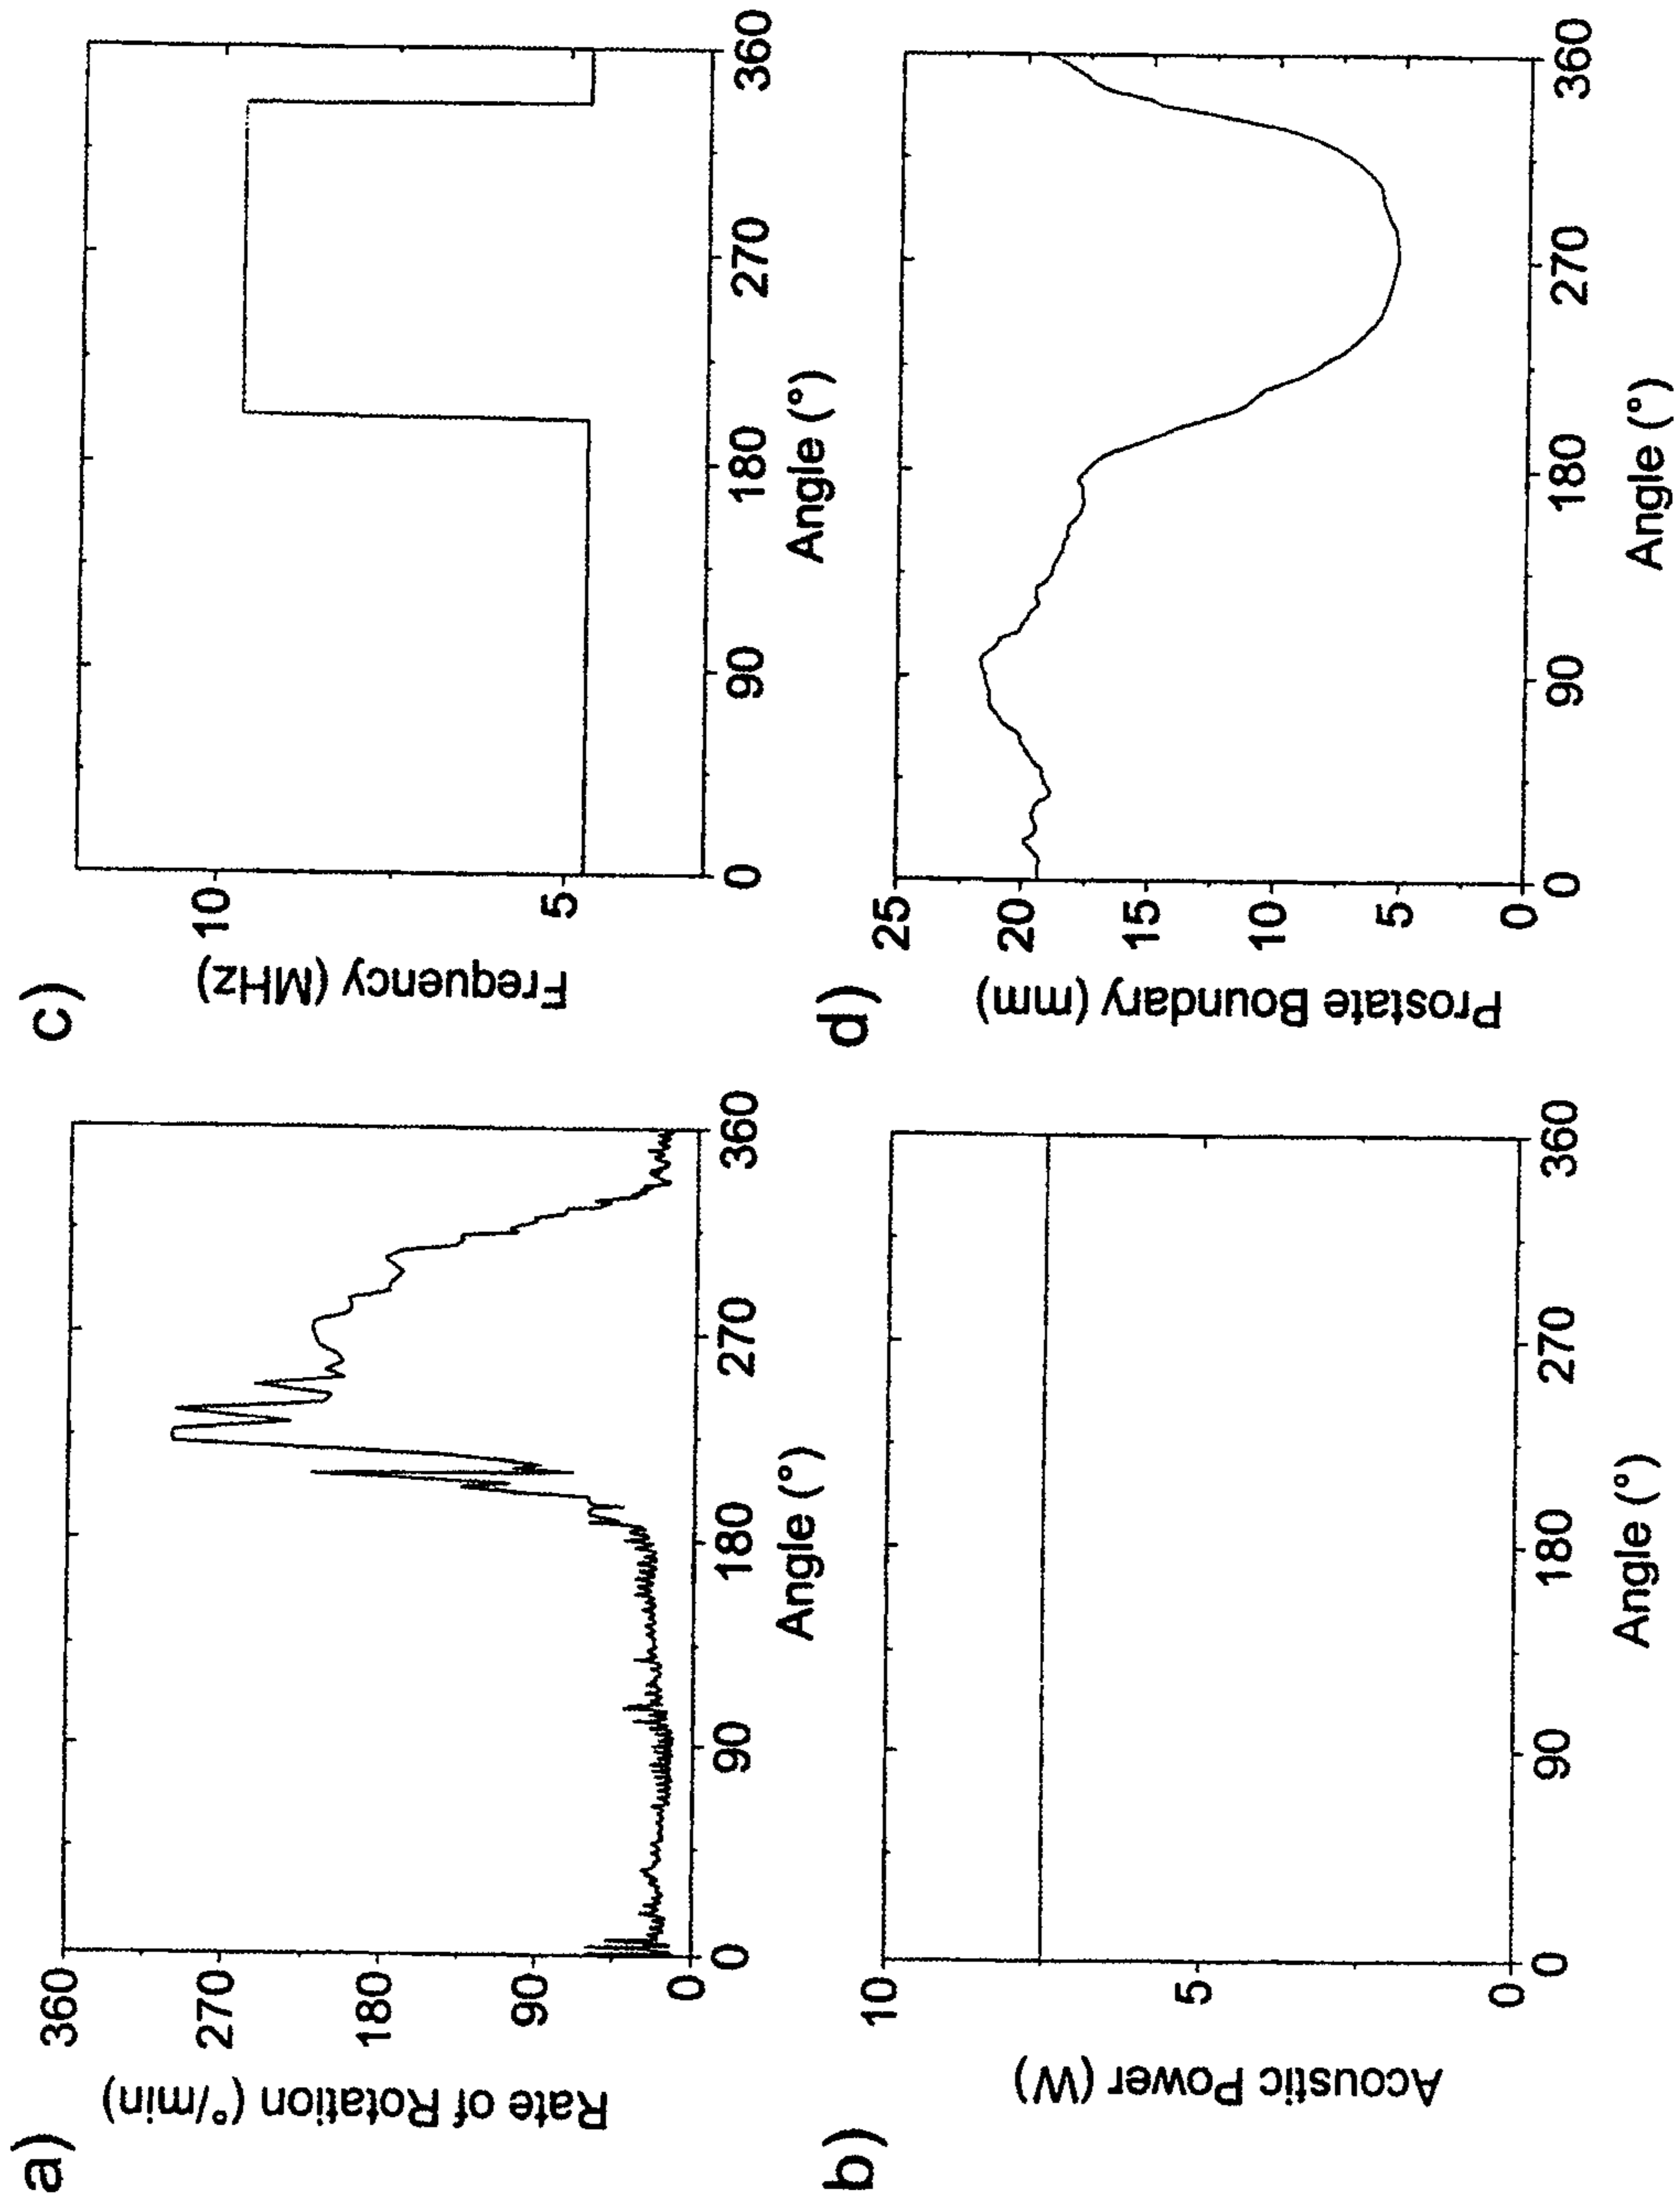 a)
Rate of Rotation (°/min)
360
270
180
90
0
0 90 180 270 360
Angle (°)
b)
Acoustic Power (W)
10
5
0
0 90 180 270 360
Angle (°)
c)
Frequency (MHz)
10
5
0 90 180 270 360
Angle (°)
d)
Prostate Boundary (mm)
25
20
15
10
5
0
0 90 180 270 360
Angle (°)